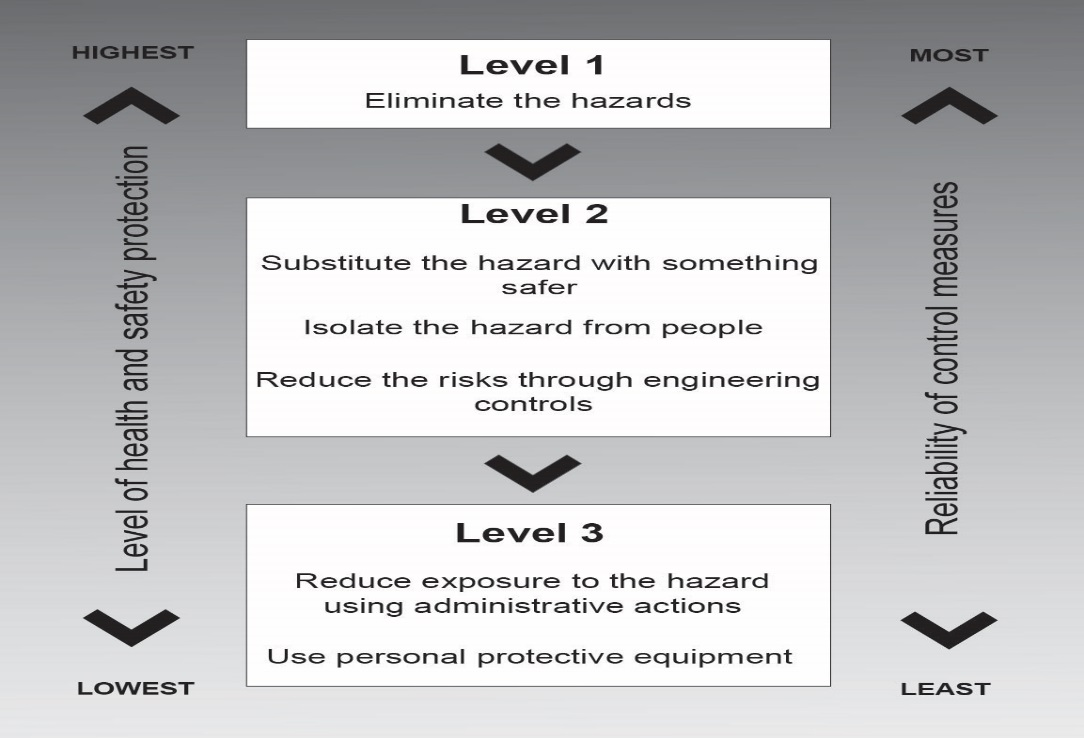 HIGHEST
MOST
Level 1
Eliminate the hazards
Level 2
Substitute the hazard with something
safer
Isolate the hazard from people
Reduce the risks through engineering
controls
Level 3
Reduce exposure to the hazard
using administrative actions
Use personal protective equipment
Level of health and safety protection
Reliability of control measures
LOWEST
LEAST